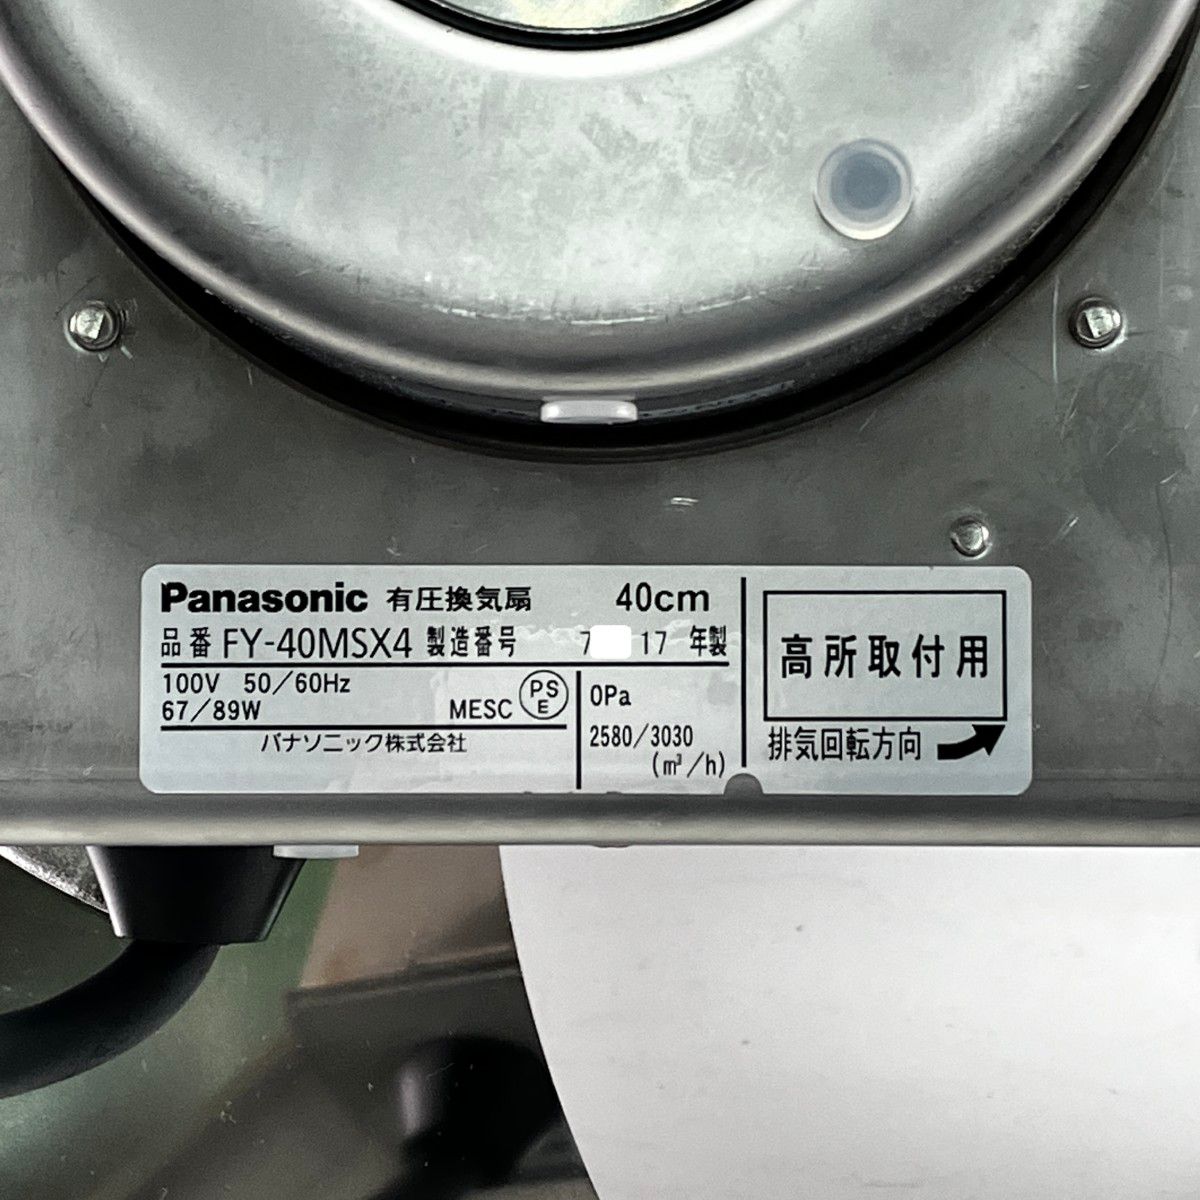 Panasonic 有圧換気扇 40cm
品番 FY-40MSX4 製造番号 7 17 年製
100V 50/60Hz
67/89W MESC PSE
パナソニック株式会社
0Pa
2580/3030
(m³/h)
高所取付用
排気回転方向